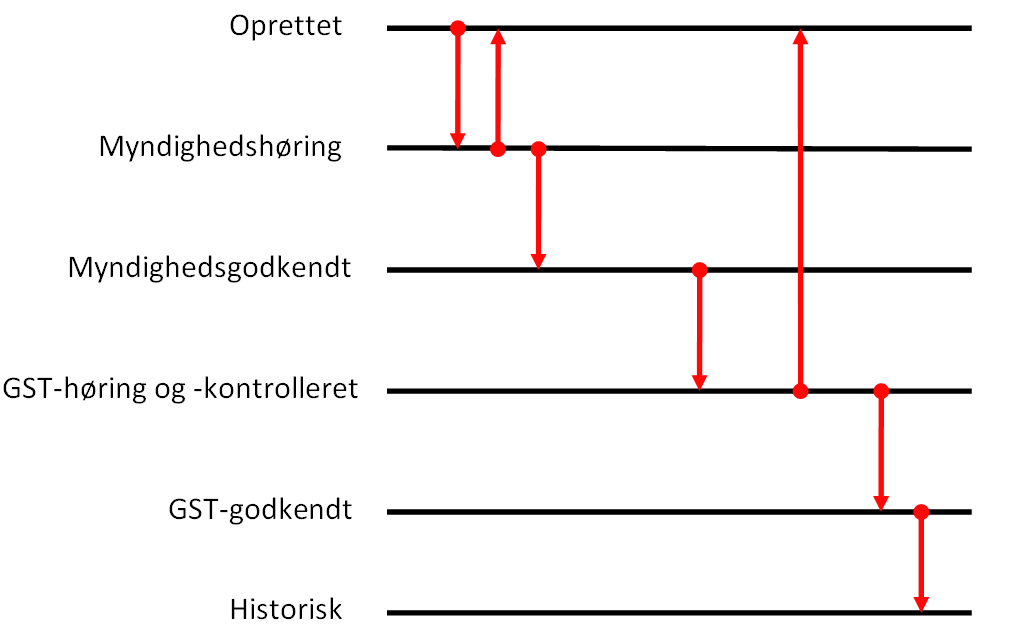 Oprettet
Myndighedshøring
Myndighedsgodkendt
GST-høring og -kontrolleret
GST-godkendt
Historisk